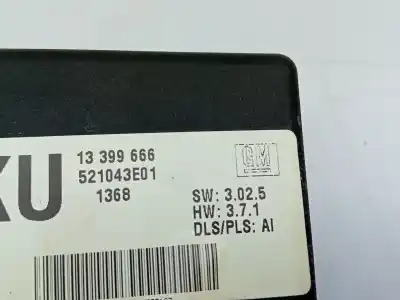 KU
13 399 666
521043E01
1368
GM
SW: 3.02.5
HW: 3.7.1
DLS/PLS: AI